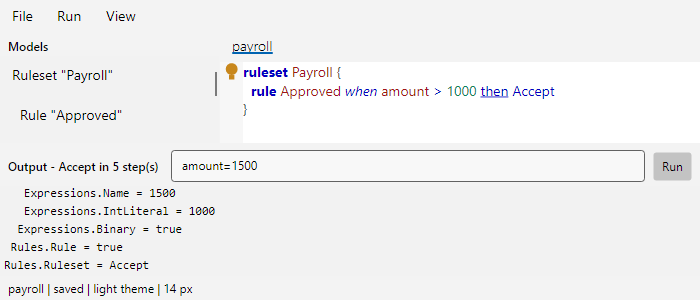 File Run View
Models
payroll
Ruleset "Payroll"
Rule "Approved"
ruleset Payroll {
rule Approved when amount > 1000 then Accept
}
Output - Accept in 5 step(s)
amount=1500
Run
Expressions.Name = 1500
Expressions.IntLiteral = 1000
Expressions.Binary = true
Rules.Rule = true
Rules.Ruleset = Accept
payroll | saved | light theme | 14 px